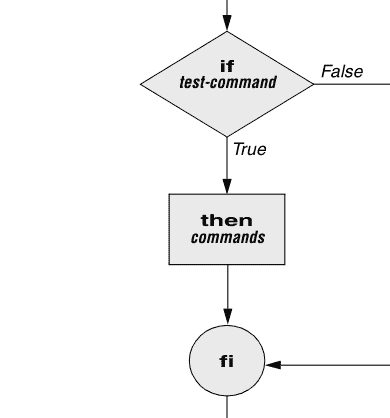 if
test-command
False
True
then
commands
fi